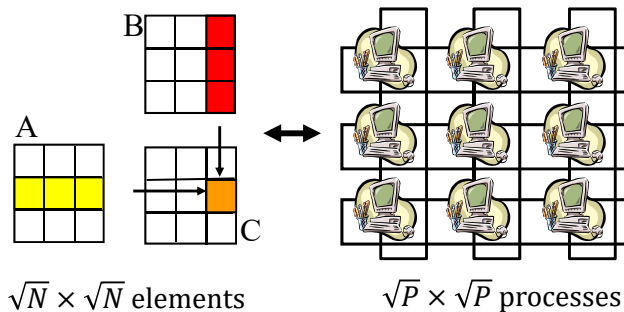 B
A
C
√N × √N elements
√P × √P processes